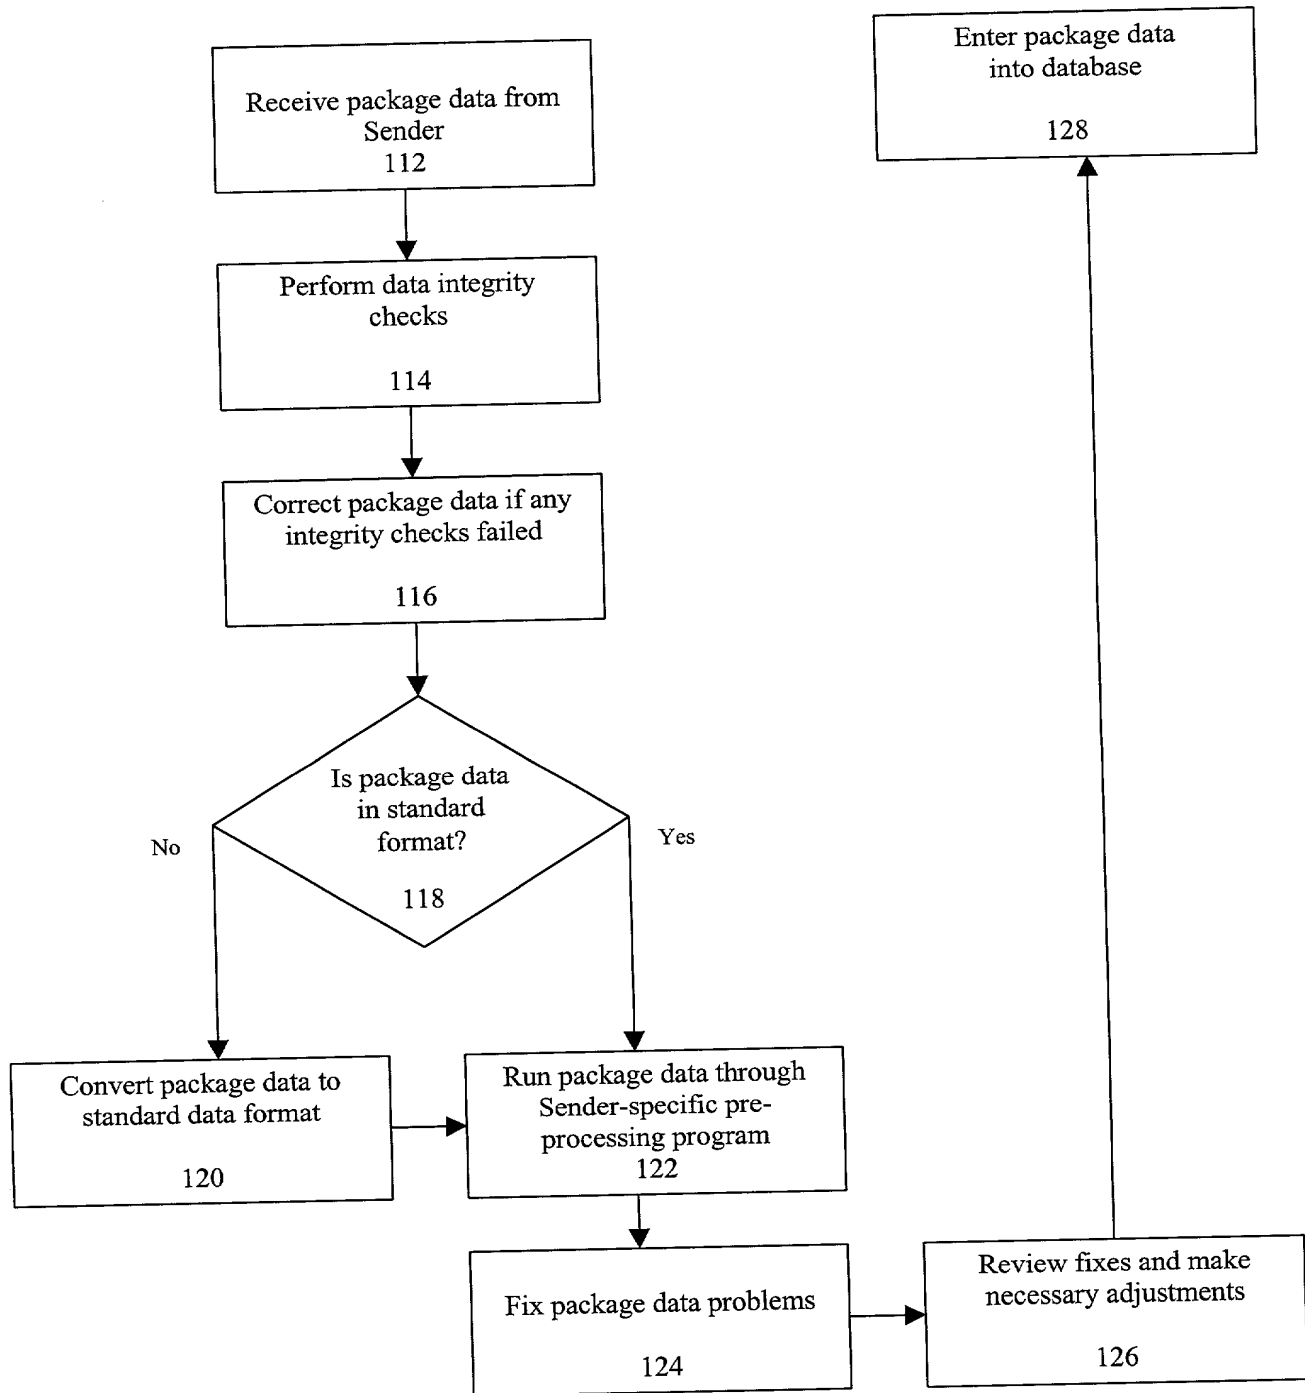 Receive package data from
Sender
112
Enter package data
into database
128
Perform data integrity
checks
114
Correct package data if any
integrity checks failed
116
Is package data
in standard
format?
118
No
Yes
Convert package data to
standard data format
120
Run package data through
Sender-specific pre-
processing program
122
Fix package data problems
124
Review fixes and make
necessary adjustments
126